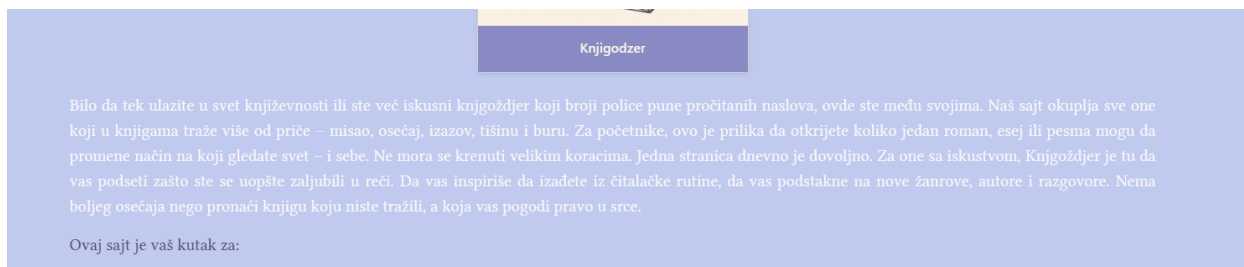 Knjigodzer
Bilo da tek ulazite u svet književnosti ili ste već iskusni knjgoždjer koji broji police pune pročitanih naslova, ovde ste među svojima. Naš sajt okuplja sve one
koji u knjigama traže više od priče – misao, osećaj, izazov, tišinu i buru. Za početnike, ovo je prilika da otkrijete koliko jedan roman, esej ili pesma mogu da
promene način na koji gledate svet – i sebe. Ne mora se krenuti velikim koracima. Jedna stranica dnevno je dovoljno. Za one sa iskustvom, Knjgoždjer je tu da
vas podseti zašto ste se uopšte zaljubili u reči. Da vas inspiriše da izađete iz čitalačke rutine, da vas podstakne na nove žanrove, autore i razgovore. Nema
boljeg osećaja nego pronaći knjigu koju niste tražili, a koja vas pogodi pravo u srce.
Ovaj sajt je vaš kutak za: